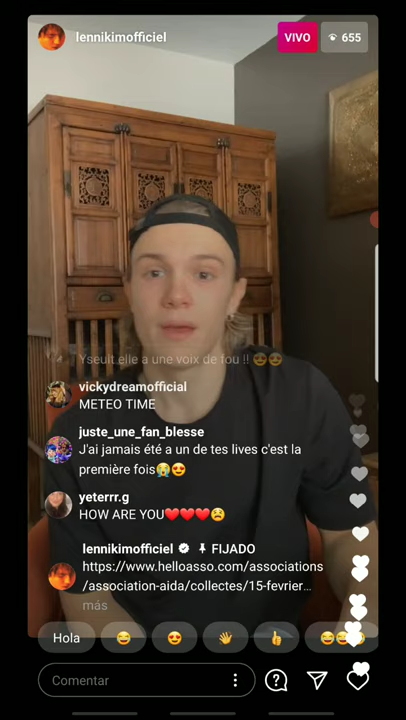 lennikimofficiel
VIVO
655
Yseult elle a une voix de fou !! 🤩🤩
vickydreamofficial
METEO TIME
juste_une_fan_blesse
J'ai jamais été a un de tes lives c'est la
première fois😭😍
yeterrr.g
HOW ARE YOU❤️❤️❤️😢
lennikimofficiel FIJADO
https://www.helloasso.com/associations
/association-aida/collectes/15-fevrier...
más
Hola
Comentar